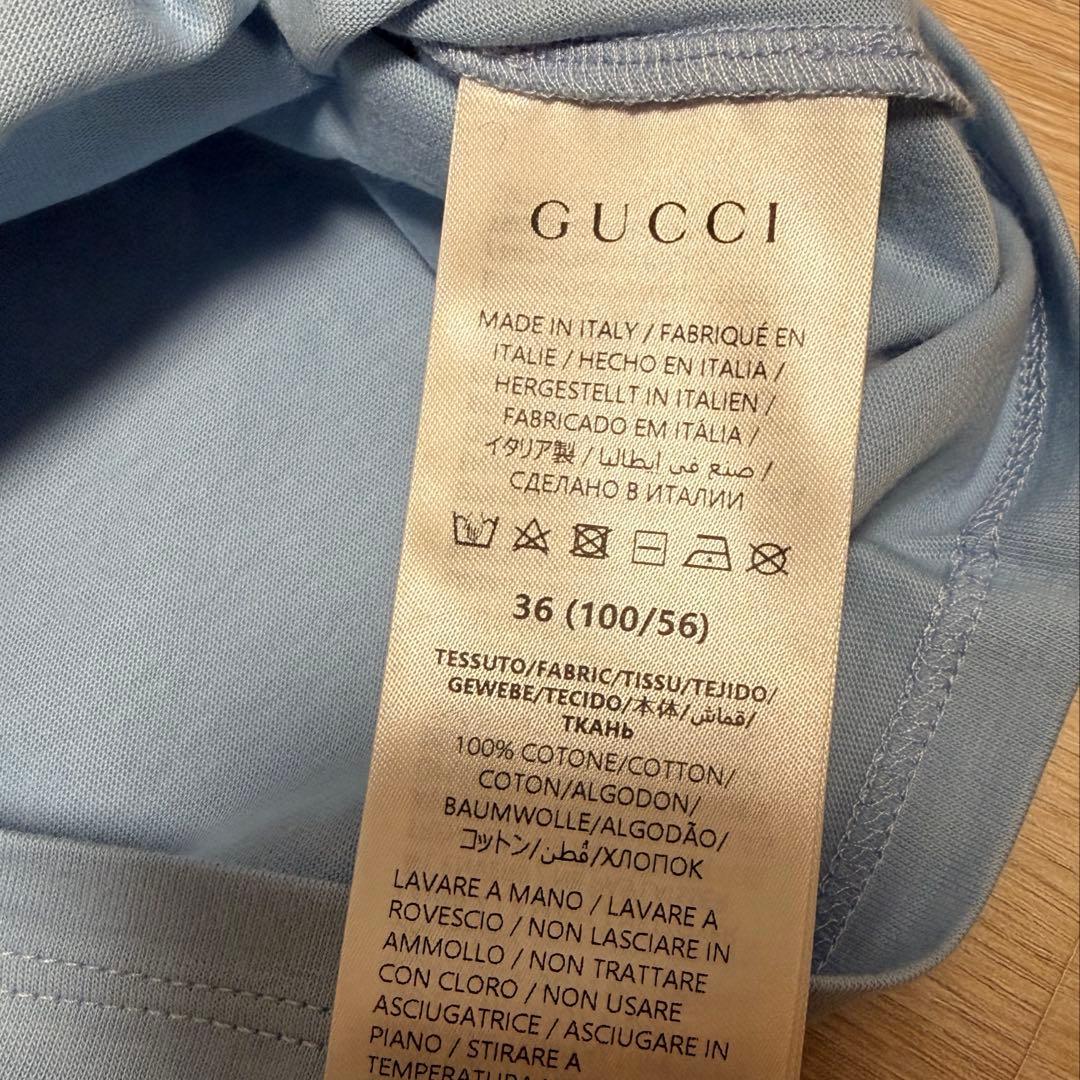 GUCCI
MADE IN ITALY / FABRIQUÉ EN
ITALIE / HECHO EN ITALIA /
HERGESTELLT IN ITALIEN /
FABRICADO EM ITÁLIA /
イタリア製 / صنع في إيطاليا /
СДЕЛАНО В ИТАЛИИ
36 (100/56)
TESSUTO/FABRIC/TISSU/TEJIDO/
GEWEBE/TECIDO/本体/قماش/
ТКАНЬ
100% COTONE/COTTON/
COTON/ALGODON/
BAUMWOLLE/ALGODÃO/
コットン/قُطن/ХЛОПОК
LAVARE A MANO / LAVARE A
ROVESCIO / NON LASCIARE IN
AMMOLLO / NON TRATTARE
CON CLORO / NON USARE
ASCIUGATRICE / ASCIUGARE IN
PIANO / STIRARE A
TEMPERATURA